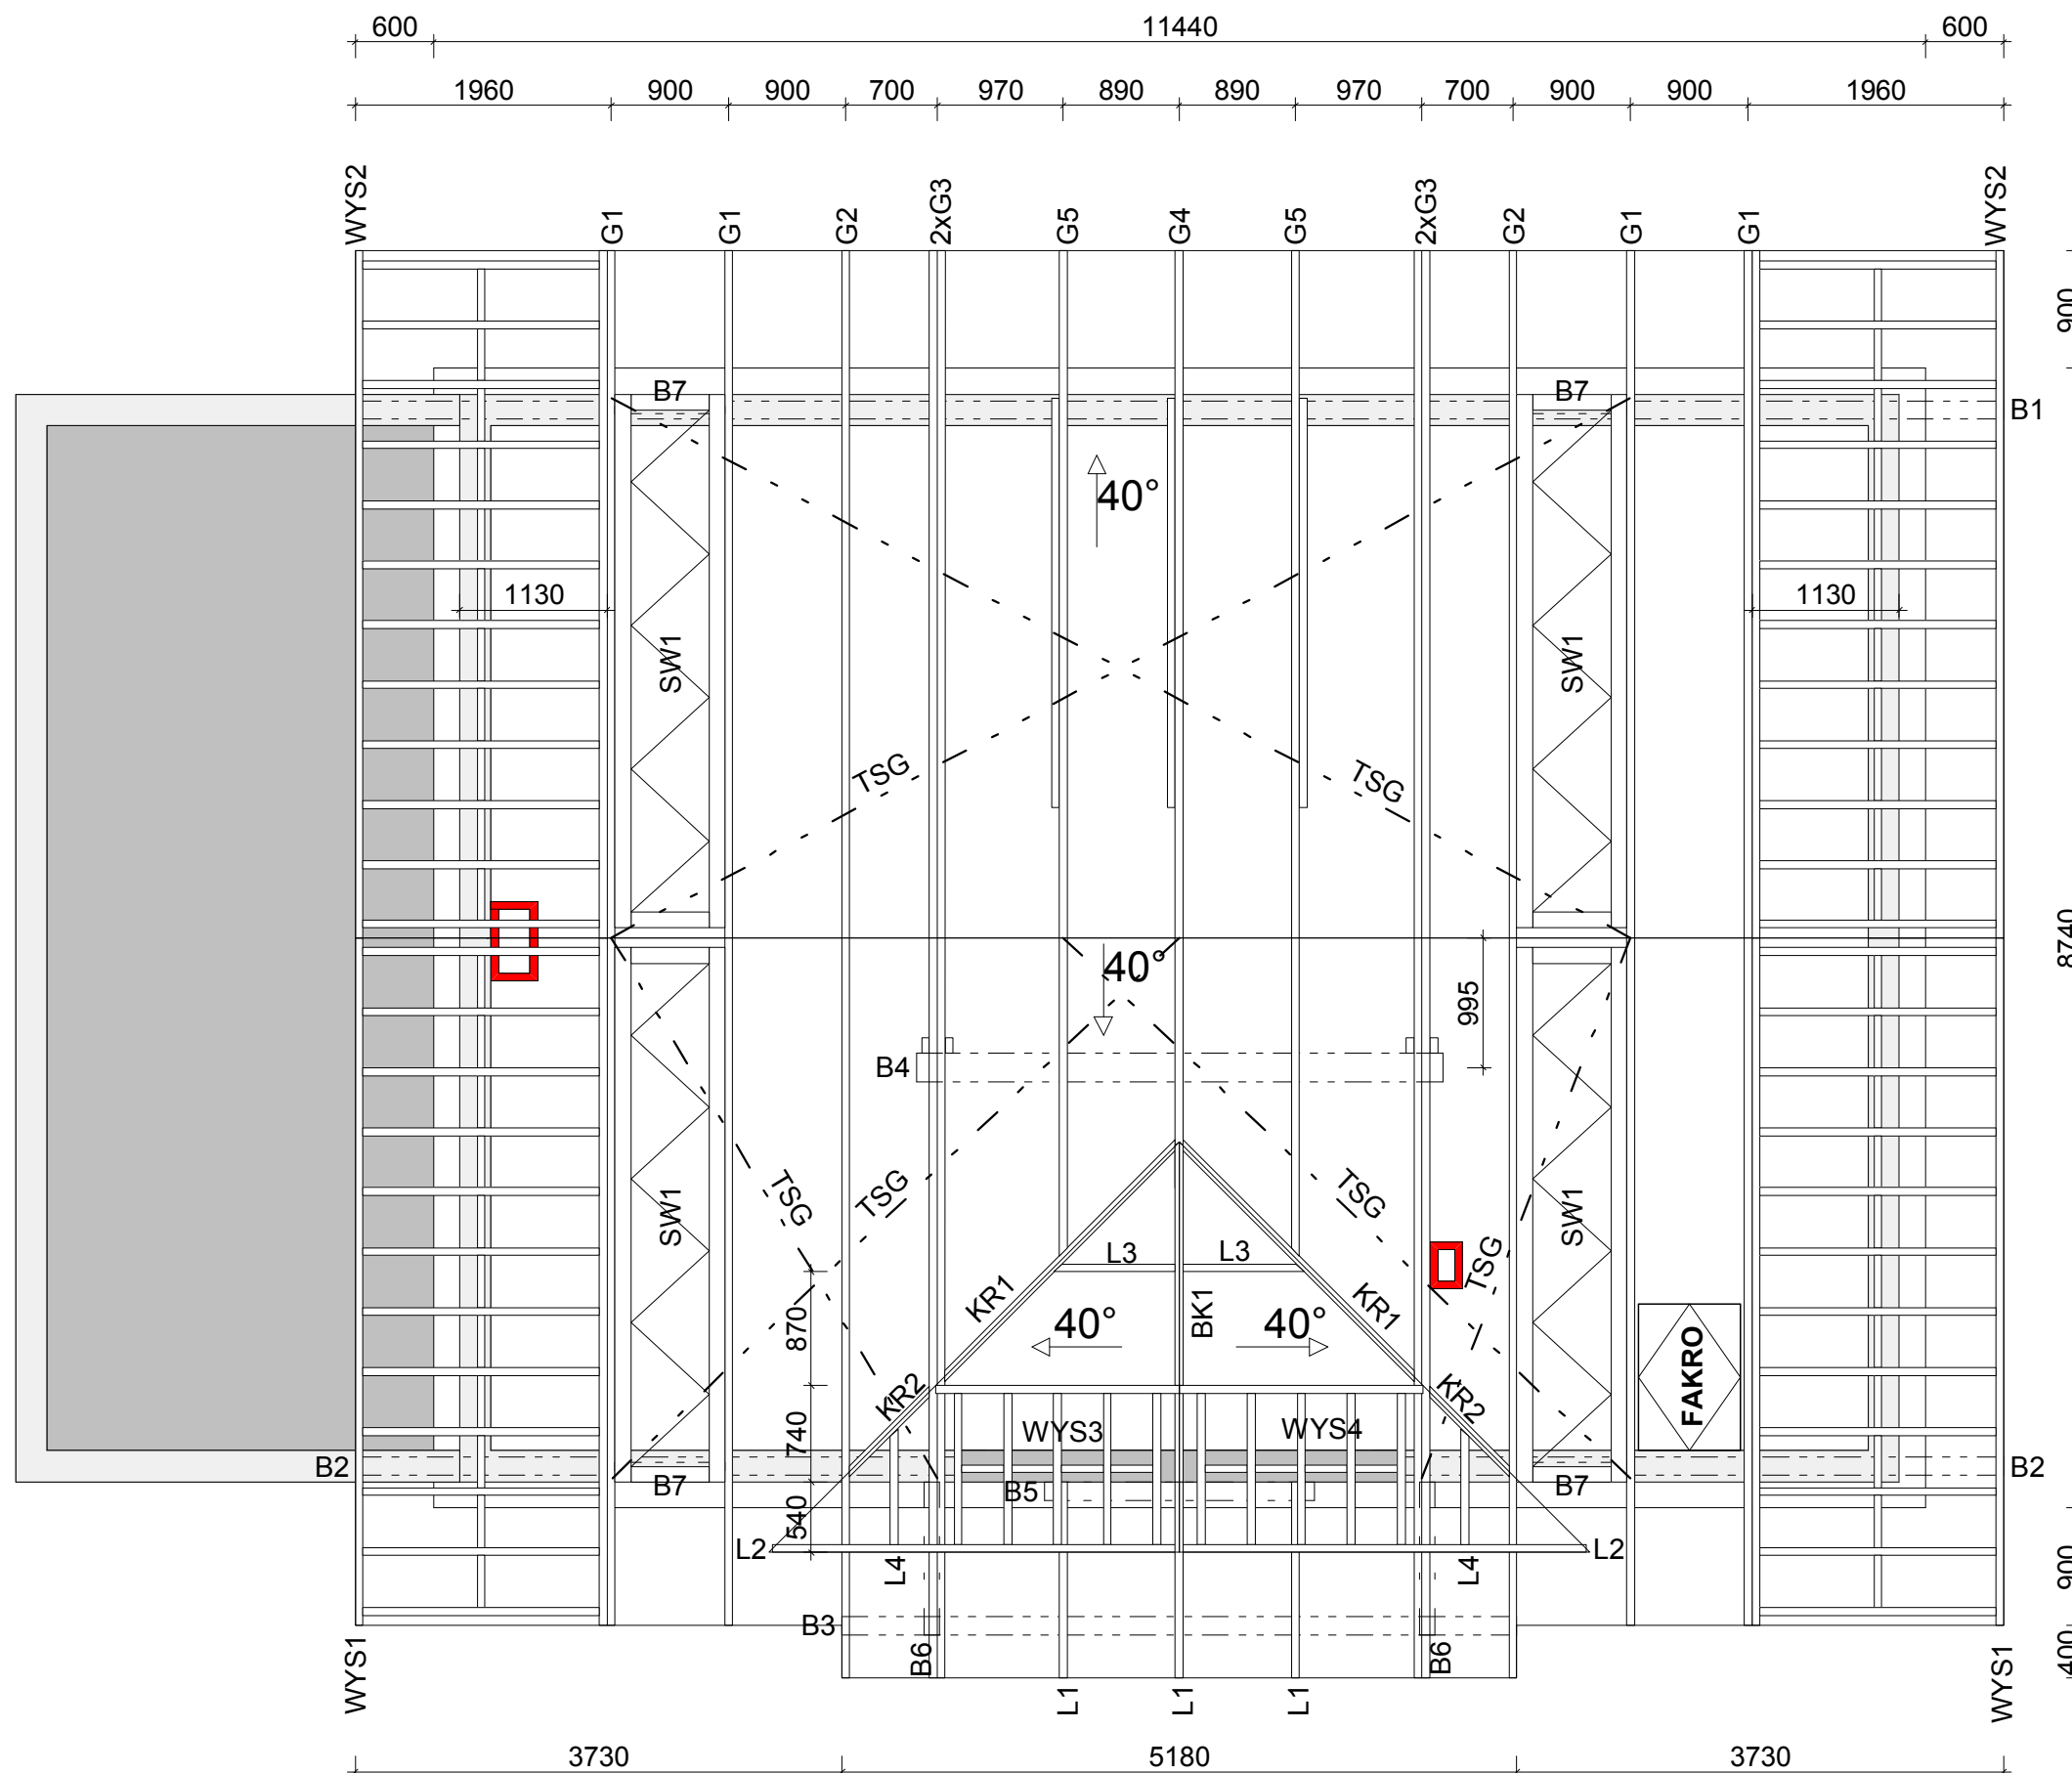 600 11440 600
1960 900 900 700 970 890 890 970 700 900 900 1960
WYS2 G1 G1 G2 2xG3 G5 G4 G5 2xG3 G2 G1 G1 WYS2
900
B7 B7
B1
40°
1130 1130
SW1 SW1
TSG TSG
8740
40°
995
B4
TSG TSG TSG TSG
SW1 SW1
L3 L3
KR1 KR1
870 40° BK1 40°
FAKRO
KR2 KR2
740 WYS3 WYS4
B2 B2
B7 B5 B7
540
L2 L2
L4 L4
900
B3
B6 B6
400
WYS1 L1 L1 L1 WYS1
3730 5180 3730